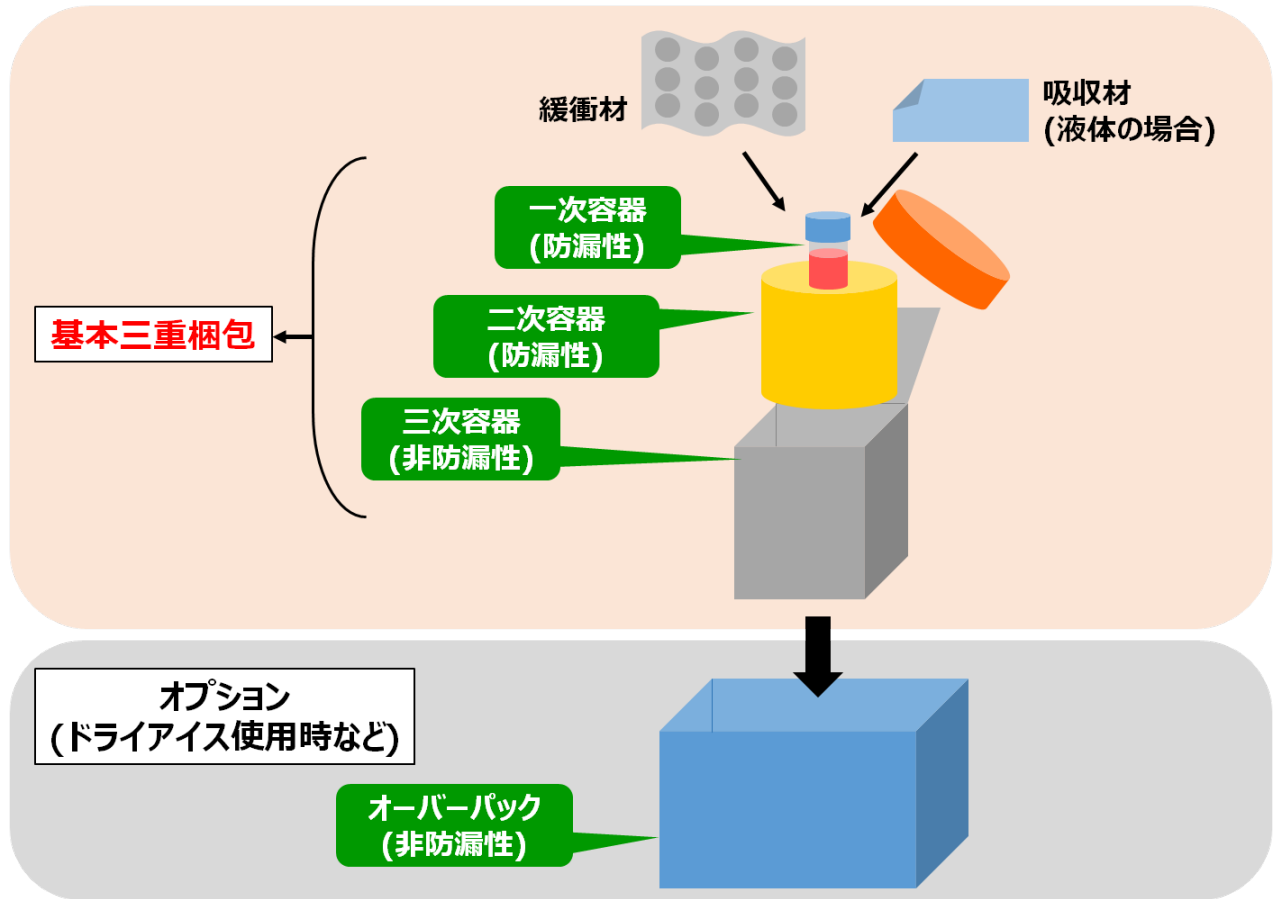 緩衝材
吸収材
(液体の場合)
一次容器
(防漏性)
二次容器
(防漏性)
基本三重梱包
三次容器
(非防漏性)
オプション
(ドライアイス使用時など)
オーバーパック
(非防漏性)